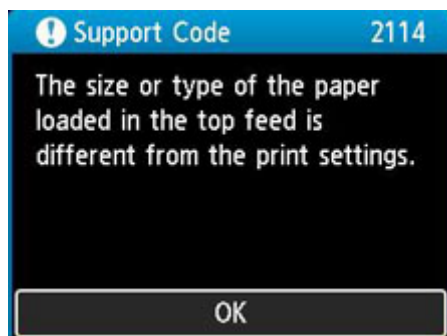 Support Code 2114
The size or type of the paper
loaded in the top feed is
different from the print settings.
OK